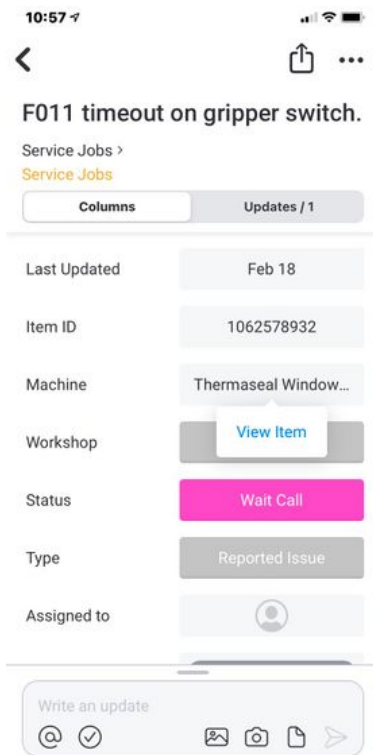 10:57
F011 timeout on gripper switch.
Service Jobs >
Service Jobs
Columns
Updates / 1
Last Updated
Feb 18
Item ID
1062578932
Machine
Thermaseal Window...
View Item
Workshop
Status
Wait Call
Type
Reported Issue
Assigned to
Write an update